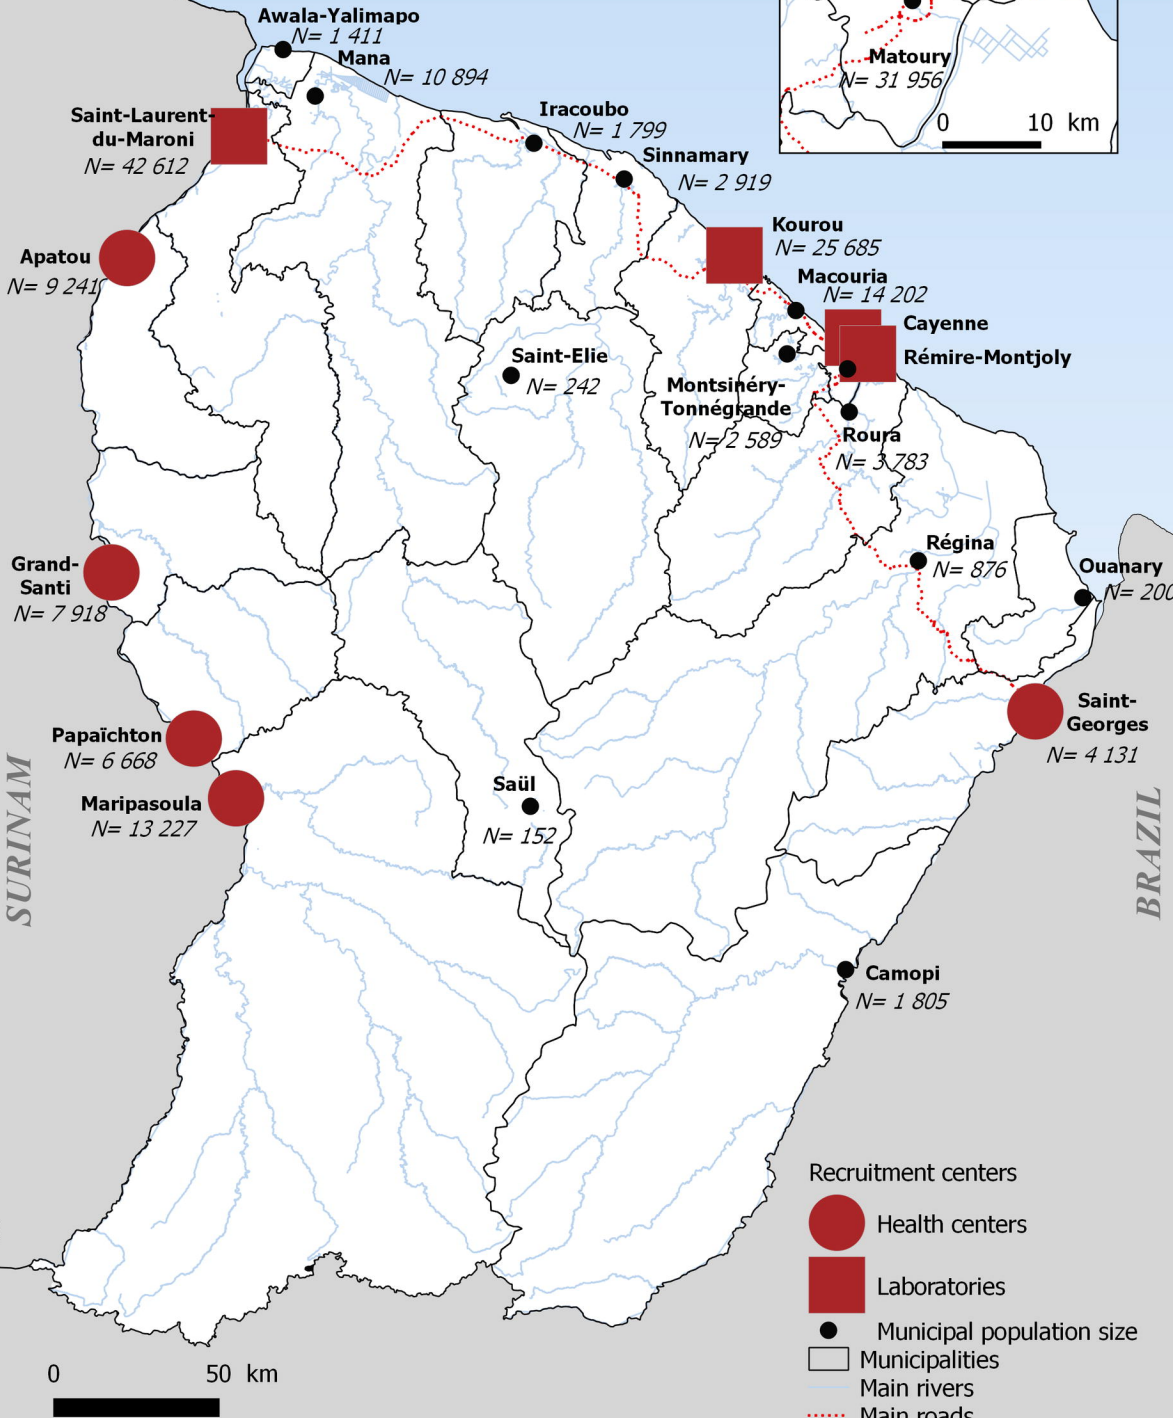 Awala-Yalimapo
N= 1 411
Mana
N= 10 894
Matoury
N= 31 956
0 10 km
Saint-Laurent-
du-Maroni
N= 42 612
Iracoubo
N= 1 799
Sinnamary
N= 2 919
Kourou
N= 25 685
Apatou
N= 9 241
Macouria
N= 14 202
Cayenne
Rémire-Montjoly
Saint-Elie
N= 242
Montsinéry-
Tonnégrande
N= 2 589
Roura
N= 3 783
Régina
N= 876
Ouanary
N= 200
Grand-
Santi
N= 7 918
Saint-
Georges
N= 4 131
Papaïchton
N= 6 668
Maripasoula
N= 13 227
Saül
N= 152
SURINAM
BRAZIL
Camopi
N= 1 805
Recruitment centers
Health centers
Laboratories
Municipal population size
Municipalities
Main rivers
Main roads
0 50 km